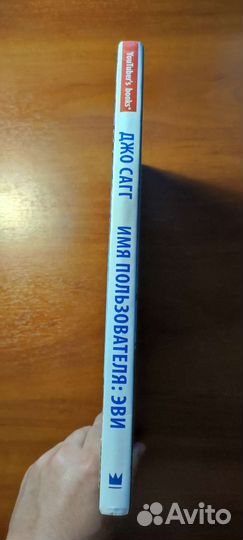 YouTuber's books*
ДЖО САГГ ИМЯ ПОЛЬЗОВАТЕЛЯ: ЭВИ
Avito